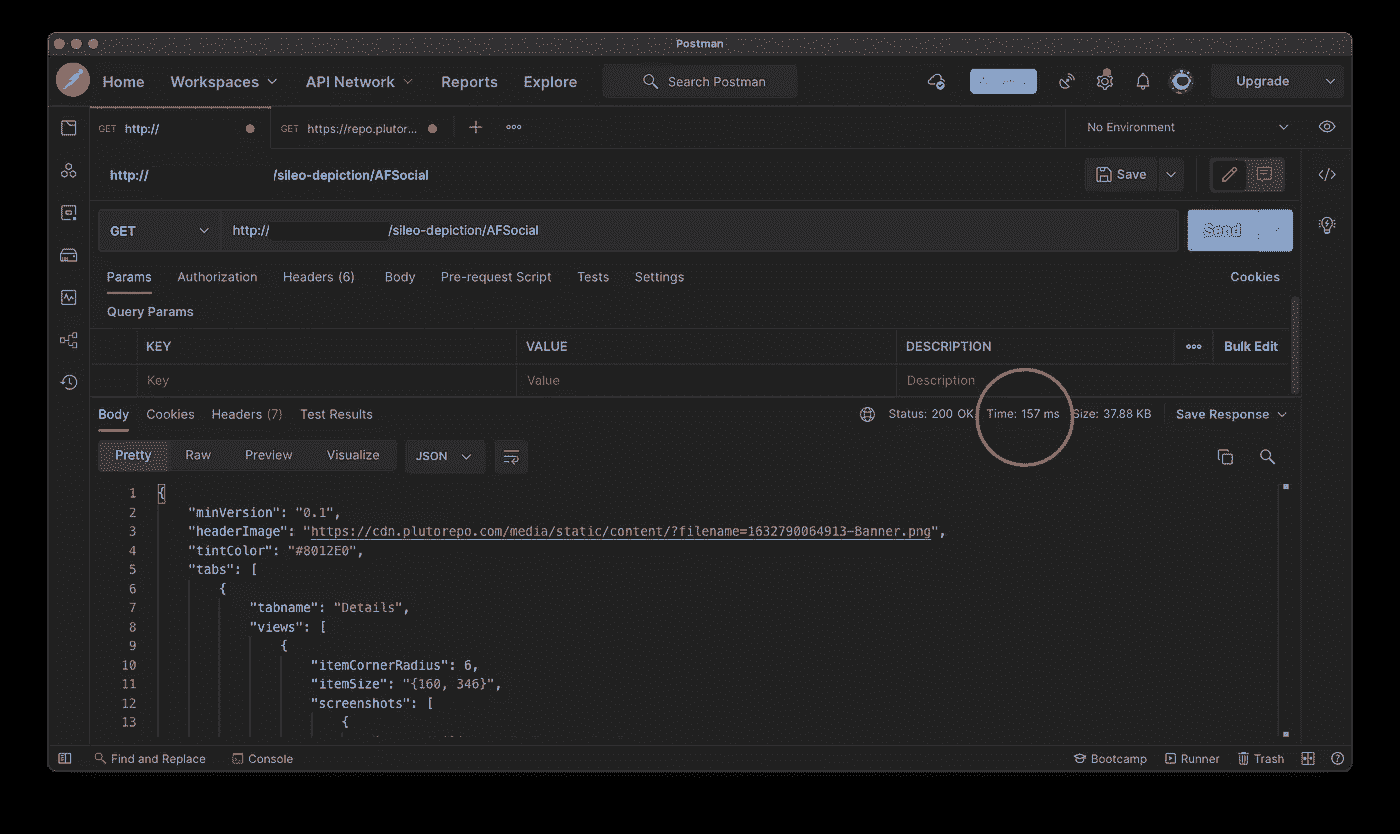 Postman
Home Workspaces API Network Reports Explore Search Postman Upgrade
GET http:// GET https://repo.plutor... No Environment
http:// /sileo-depiction/AFSocial Save
GET http:// /sileo-depiction/AFSocial Send
Params Authorization Headers (6) Body Pre-request Script Tests Settings Cookies
Query Params
KEY VALUE DESCRIPTION Bulk Edit
Key Value Description
Body Cookies Headers (7) Test Results Status: 200 OK Time: 157 ms Size: 37.88 KB Save Response
Pretty Raw Preview Visualize JSON
1 {
2 "minVersion": "0.1",
3 "headerImage": "https://cdn.plutorepo.com/media/static/content/?filename=1632790064913-Banner.png",
4 "tintColor": "#8012E0",
5 "tabs": [
6 {
7 "tabname": "Details",
8 "views": [
9 {
10 "itemCornerRadius": 6,
11 "itemSize": "{160, 346}",
12 "screenshots": [
13 {
Find and Replace Console Bootcamp Runner Trash